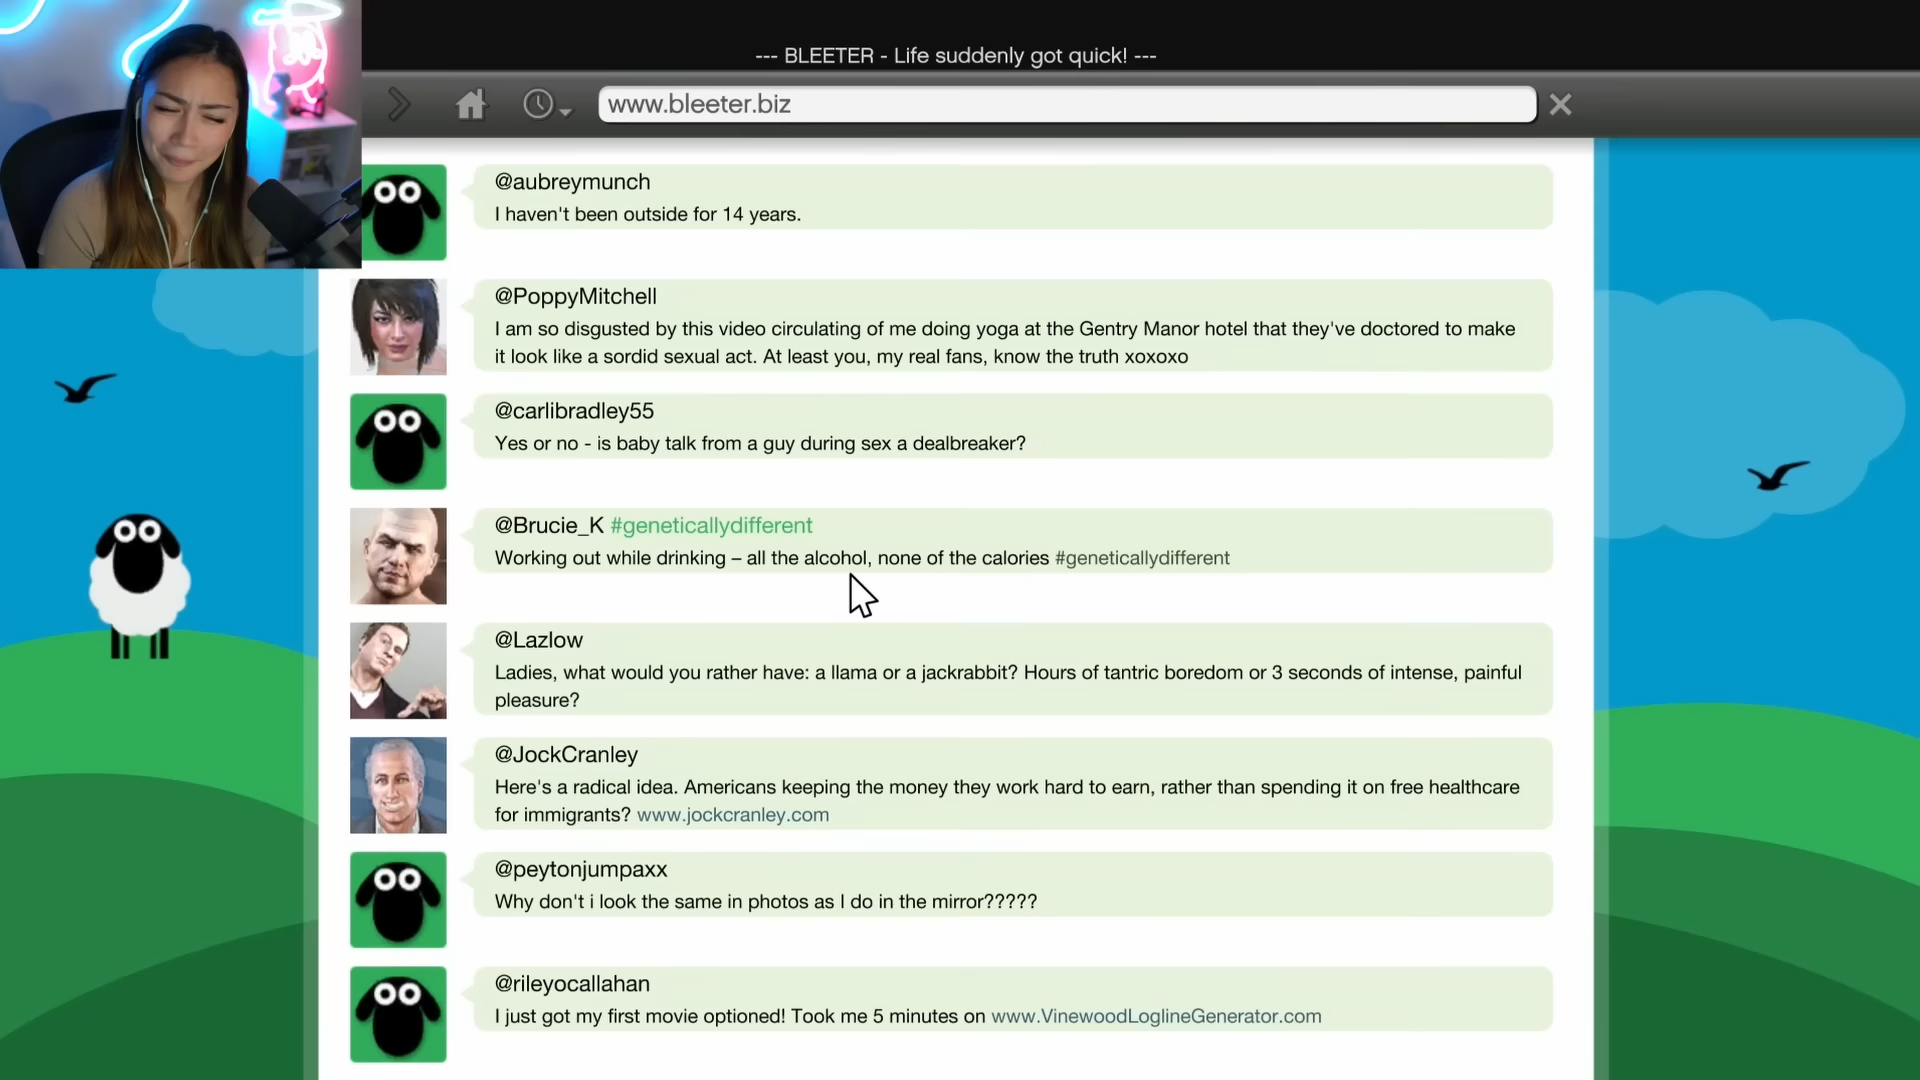 --- BLEETER - Life suddenly got quick! ---
www.bleeter.biz
@aubreymunch
I haven't been outside for 14 years.
@PoppyMitchell
I am so disgusted by this video circulating of me doing yoga at the Gentry Manor hotel that they've doctored to make
it look like a sordid sexual act. At least you, my real fans, know the truth xoxoxo
@carlibradley55
Yes or no - is baby talk from a guy during sex a dealbreaker?
@Brucie_K #geneticallydifferent
Working out while drinking – all the alcohol, none of the calories #geneticallydifferent
@Lazlow
Ladies, what would you rather have: a llama or a jackrabbit? Hours of tantric boredom or 3 seconds of intense, painful
pleasure?
@JockCranley
Here's a radical idea. Americans keeping the money they work hard to earn, rather than spending it on free healthcare
for immigrants? www.jockcranley.com
@peytonjumpaxx
Why don't i look the same in photos as I do in the mirror?????
@rileyocallahan
I just got my first movie optioned! Took me 5 minutes on www.VinewoodLoglineGenerator.com